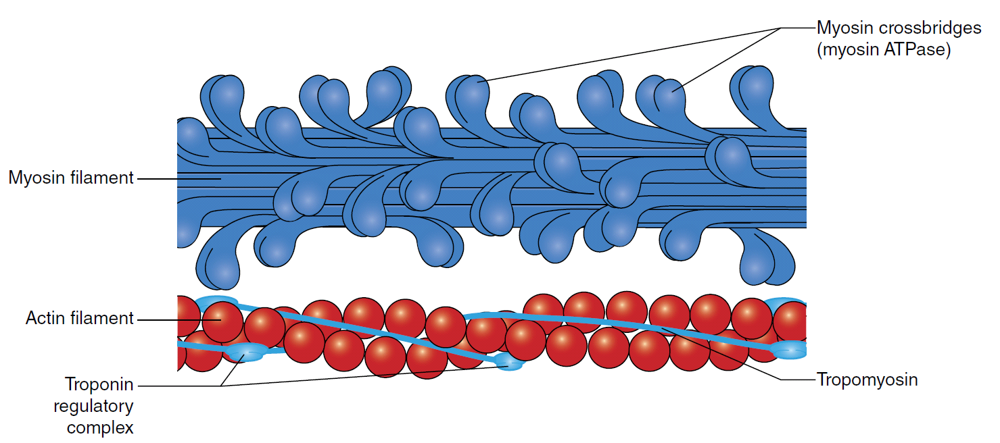 Myosin crossbridges
(myosin ATPase)
Myosin filament
Actin filament
Troponin
regulatory
complex
Tropomyosin